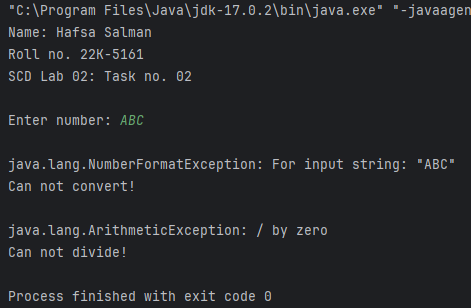 "C:\Program Files\Java\jdk-17.0.2\bin\java.exe" "-javaagen
Name: Hafsa Salman
Roll no. 22K-5161
SCD Lab 02: Task no. 02
Enter number: ABC
java.lang.NumberFormatException: For input string: "ABC"
Can not convert!
java.lang.ArithmeticException: / by zero
Can not divide!
Process finished with exit code 0